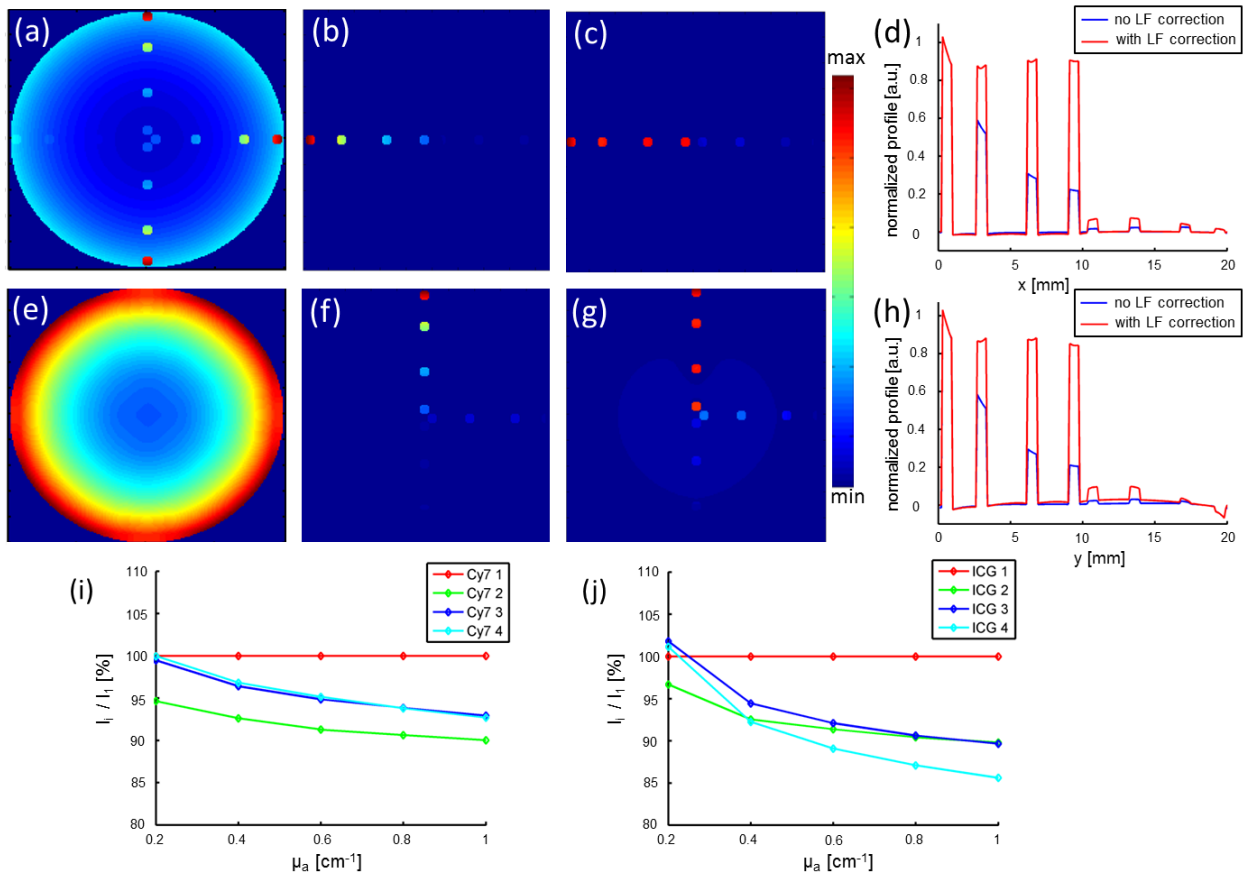 (a)
(b)
(c)
max
min
(d)
no LF correction
with LF correction
normalized profile [a.u.]
1
0.8
0.6
0.4
0.2
0
0 5 10 15 20
x [mm]
(e)
(f)
(g)
(h)
no LF correction
with LF correction
normalized profile [a.u.]
1
0.8
0.6
0.4
0.2
0
0 5 10 15 20
y [mm]
(i)
Cy7 1
Cy7 2
Cy7 3
Cy7 4
Ii / I1 [%]
110
105
100
95
90
85
80
0.2 0.4 0.6 0.8 1
μa [cm-1]
(j)
ICG 1
ICG 2
ICG 3
ICG 4
Ii / I1 [%]
110
105
100
95
90
85
80
0.2 0.4 0.6 0.8 1
μa [cm-1]